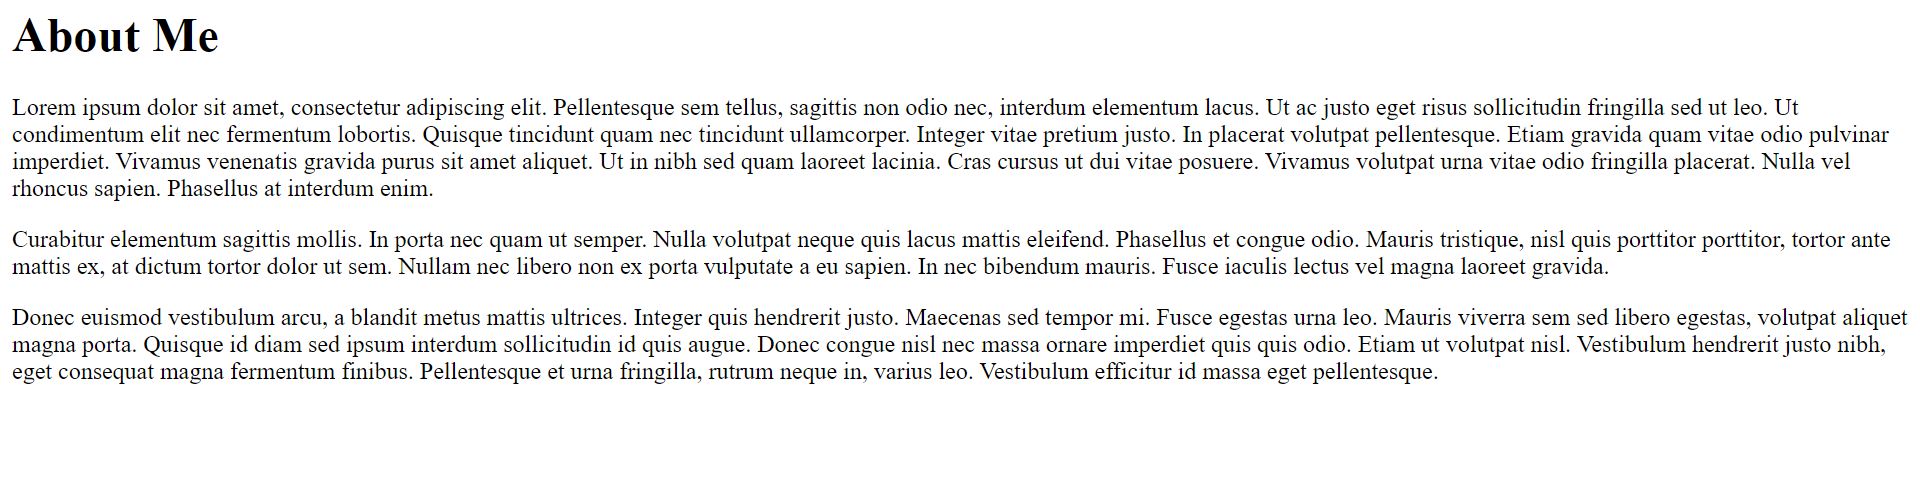 About Me
Lorem ipsum dolor sit amet, consectetur adipiscing elit. Pellentesque sem tellus, sagittis non odio nec, interdum elementum lacus. Ut ac justo eget risus sollicitudin fringilla sed ut leo. Ut
condimentum elit nec fermentum lobortis. Quisque tincidunt quam nec tincidunt ullamcorper. Integer vitae pretium justo. In placerat volutpat pellentesque. Etiam gravida quam vitae odio pulvinar
imperdiet. Vivamus venenatis gravida purus sit amet aliquet. Ut in nibh sed quam laoreet lacinia. Cras cursus ut dui vitae posuere. Vivamus volutpat urna vitae odio fringilla placerat. Nulla vel
rhoncus sapien. Phasellus at interdum enim.
Curabitur elementum sagittis mollis. In porta nec quam ut semper. Nulla volutpat neque quis lacus mattis eleifend. Phasellus et congue odio. Mauris tristique, nisl quis porttitor porttitor, tortor ante
mattis ex, at dictum tortor dolor ut sem. Nullam nec libero non ex porta vulputate a eu sapien. In nec bibendum mauris. Fusce iaculis lectus vel magna laoreet gravida.
Donec euismod vestibulum arcu, a blandit metus mattis ultrices. Integer quis hendrerit justo. Maecenas sed tempor mi. Fusce egestas urna leo. Mauris viverra sem sed libero egestas, volutpat aliquet
magna porta. Quisque id diam sed ipsum interdum sollicitudin id quis augue. Donec congue nisl nec massa ornare imperdiet quis quis odio. Etiam ut volutpat nisl. Vestibulum hendrerit justo nibh,
eget consequat magna fermentum finibus. Pellentesque et urna fringilla, rutrum neque in, varius leo. Vestibulum efficitur id massa eget pellentesque.